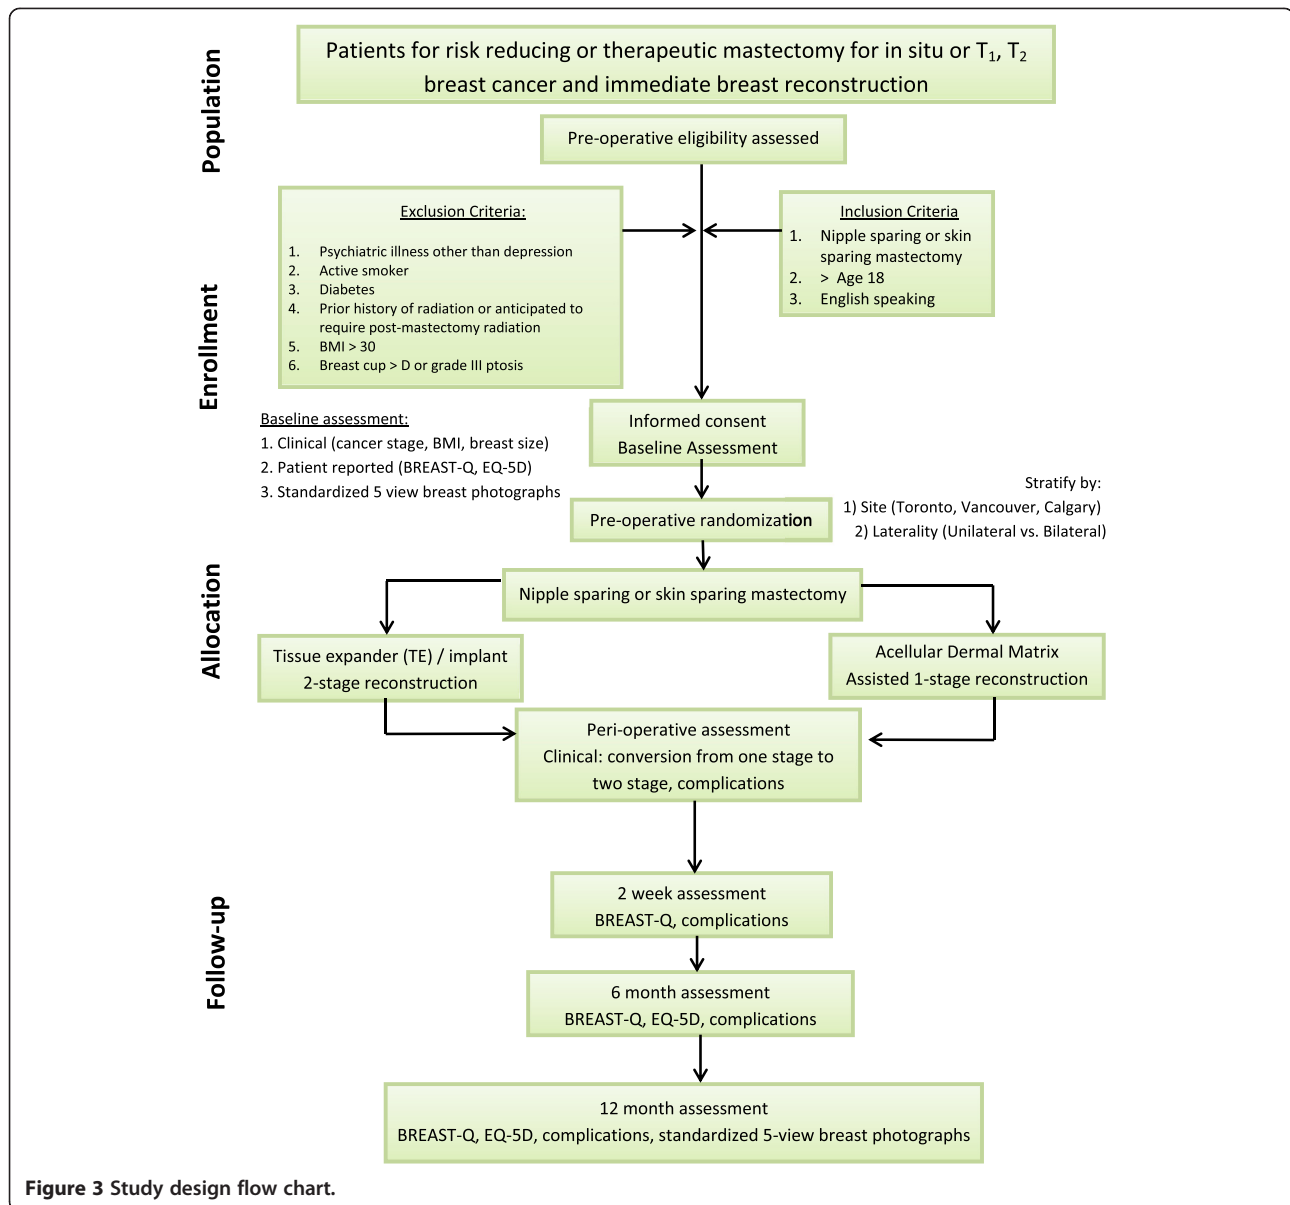 Population
Patients for risk reducing or therapeutic mastectomy for in situ or T1, T2
breast cancer and immediate breast reconstruction
Pre-operative eligibility assessed
Enrollment
Exclusion Criteria:
1. Psychiatric illness other than depression
2. Active smoker
3. Diabetes
4. Prior history of radiation or anticipated to
require post-mastectomy radiation
5. BMI > 30
6. Breast cup > D or grade III ptosis
Inclusion Criteria
1. Nipple sparing or skin
sparing mastectomy
2. > Age 18
3. English speaking
Informed consent
Baseline Assessment
Baseline assessment:
1. Clinical (cancer stage, BMI, breast size)
2. Patient reported (BREAST-Q, EQ-5D)
3. Standardized 5 view breast photographs
Pre-operative randomization
Stratify by:
1) Site (Toronto, Vancouver, Calgary)
2) Laterality (Unilateral vs. Bilateral)
Allocation
Nipple sparing or skin sparing mastectomy
Tissue expander (TE) / implant
2-stage reconstruction
Acellular Dermal Matrix
Assisted 1-stage reconstruction
Peri-operative assessment
Clinical: conversion from one stage to
two stage, complications
Follow-up
2 week assessment
BREAST-Q, complications
6 month assessment
BREAST-Q, EQ-5D, complications
12 month assessment
BREAST-Q, EQ-5D, complications, standardized 5-view breast photographs
Figure 3 Study design flow chart.